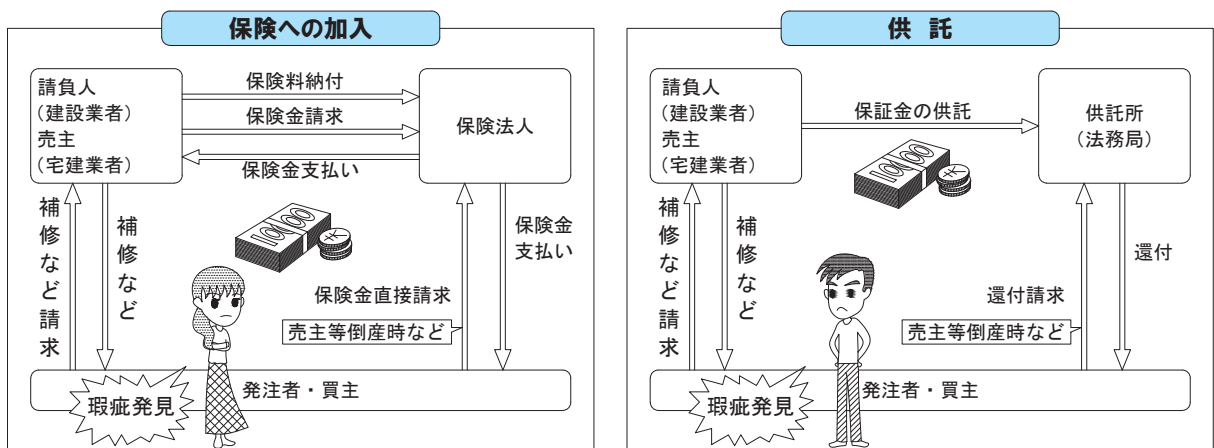 保険への加入
請負人
(建設業者)
売主
(宅建業者)
保険料納付
保険金請求
保険金支払い
保険法人
補修など請求
補修など
保険金
支払い
保険金直接請求
売主等倒産時など
発注者・買主
瑕疵発見
供 託
請負人
(建設業者)
売主
(宅建業者)
保証金の供託
供託所
(法務局)
補修など請求
補修など
還付
還付請求
売主等倒産時など
発注者・買主
瑕疵発見